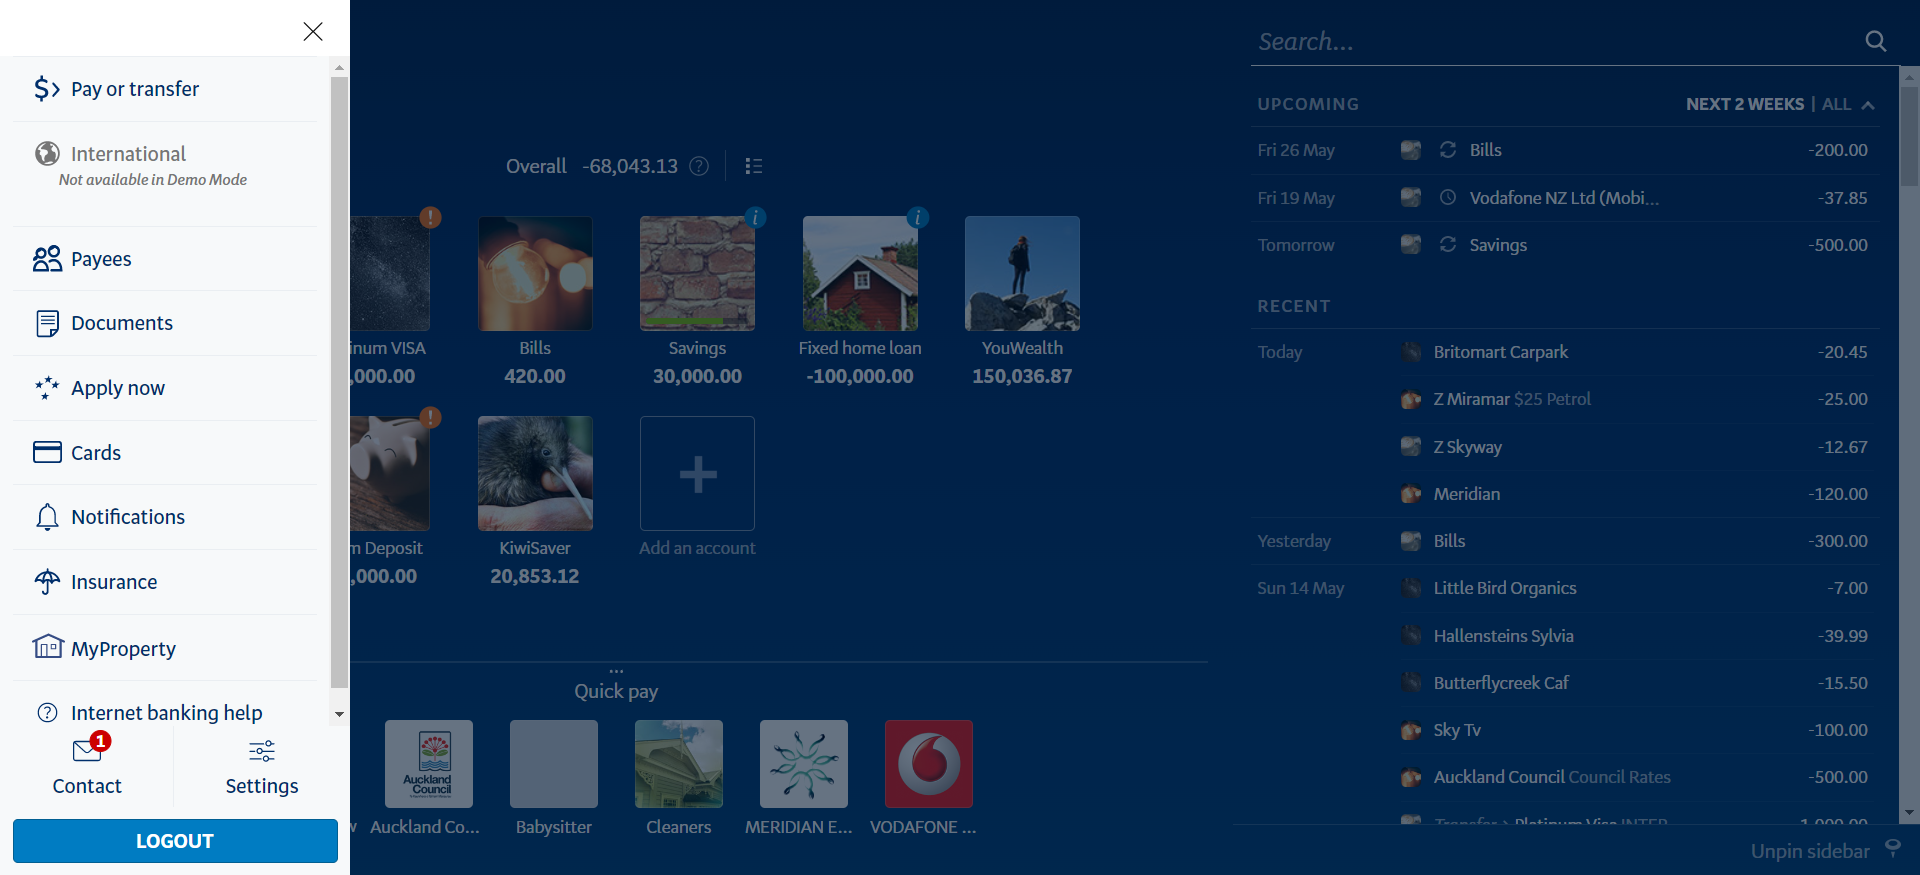 Pay or transfer
International
Not available in Demo Mode
Payees
Documents
Apply now
Cards
Notifications
Insurance
MyProperty
Internet banking help
1
Contact
Settings
LOGOUT
Overall -68,043.13 ?
inum VISA
,000.00
Bills
420.00
Savings
30,000.00
Fixed home loan
-100,000.00
YouWealth
150,036.87
m Deposit
,000.00
KiwiSaver
20,853.12
Add an account
...
Quick pay
Auckland
Council
Auckland Co...
Babysitter
Cleaners
MERIDIAN E...
VODAFONE ...
Search...
UPCOMING NEXT 2 WEEKS | ALL
Fri 26 May Bills -200.00
Fri 19 May Vodafone NZ Ltd (Mobi... -37.85
Tomorrow Savings -500.00
RECENT
Today Britomart Carpark -20.45
Z Miramar $25 Petrol -25.00
Z Skyway -12.67
Meridian -120.00
Yesterday Bills -300.00
Sun 14 May Little Bird Organics -7.00
Hallensteins Sylvia -39.99
Butterflycreek Caf -15.50
Sky Tv -100.00
Auckland Council Council Rates -500.00
Transfer > Platinum Visa INTER -1,000.00
Unpin sidebar